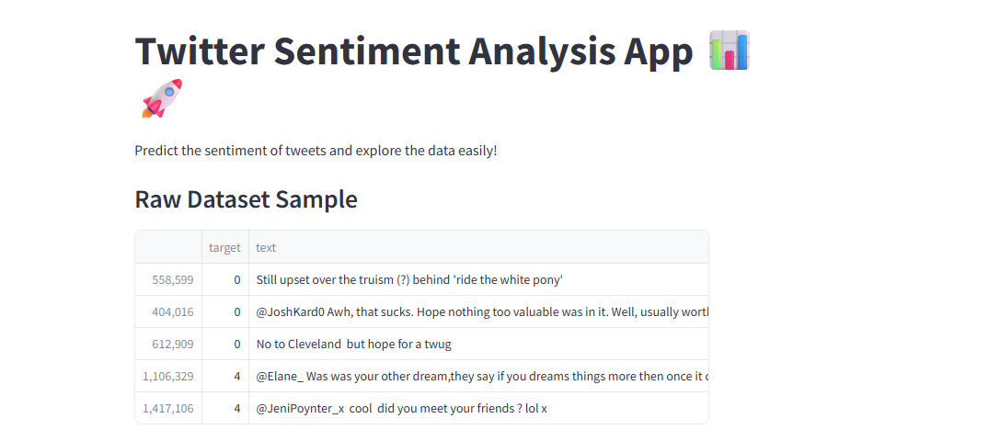 Twitter Sentiment Analysis App 📊
🚀
Predict the sentiment of tweets and explore the data easily!
Raw Dataset Sample
target text
558,599 0 Still upset over the truism (?) behind 'ride the white pony'
404,016 0 @JoshKard0 Awh, that sucks. Hope nothing too valuable was in it. Well, usually
612,909 0 No to Cleveland but hope for a twug
1,106,329 4 @Elane_ Was was your other dream,they say if you dreams things more then once it
1,417,106 4 @JeniPoynter_x cool did you meet your friends ? lol x